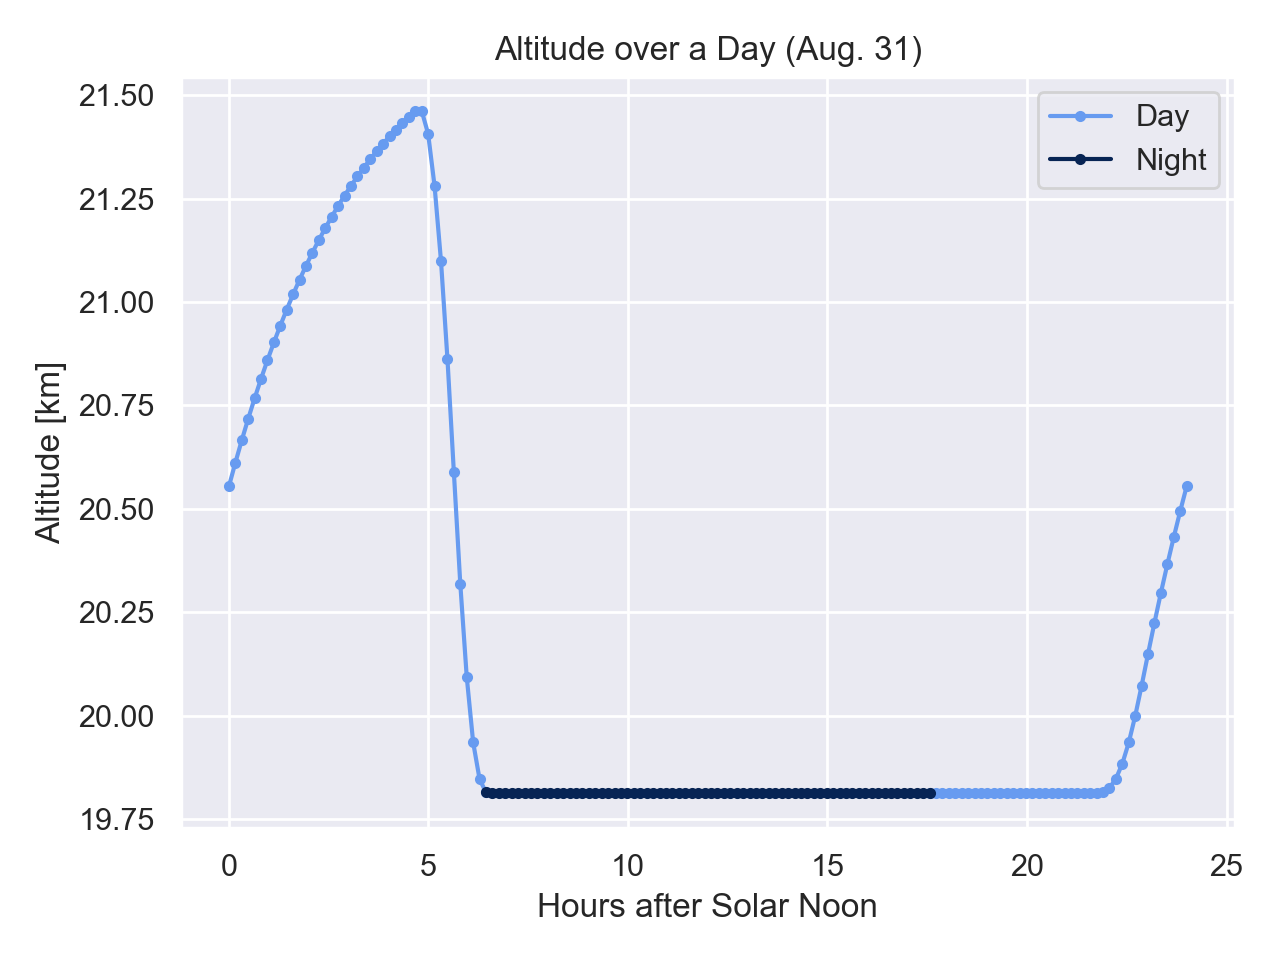 Altitude over a Day (Aug. 31)
21.50
21.25
21.00
20.75
20.50
20.25
20.00
19.75
Altitude [km]
Day
Night
0 5 10 15 20 25
Hours after Solar Noon